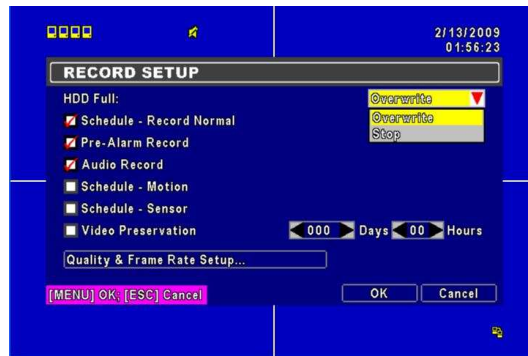 2/13/2009
01:56:23
RECORD SETUP
HDD Full:
Overwrite
Overwrite
Stop
Schedule - Record Normal
Pre-Alarm Record
Audio Record
Schedule - Motion
Schedule - Sensor
Video Preservation
000 Days 00 Hours
Quality & Frame Rate Setup...
[MENU] OK; [ESC] Cancel
OK
Cancel